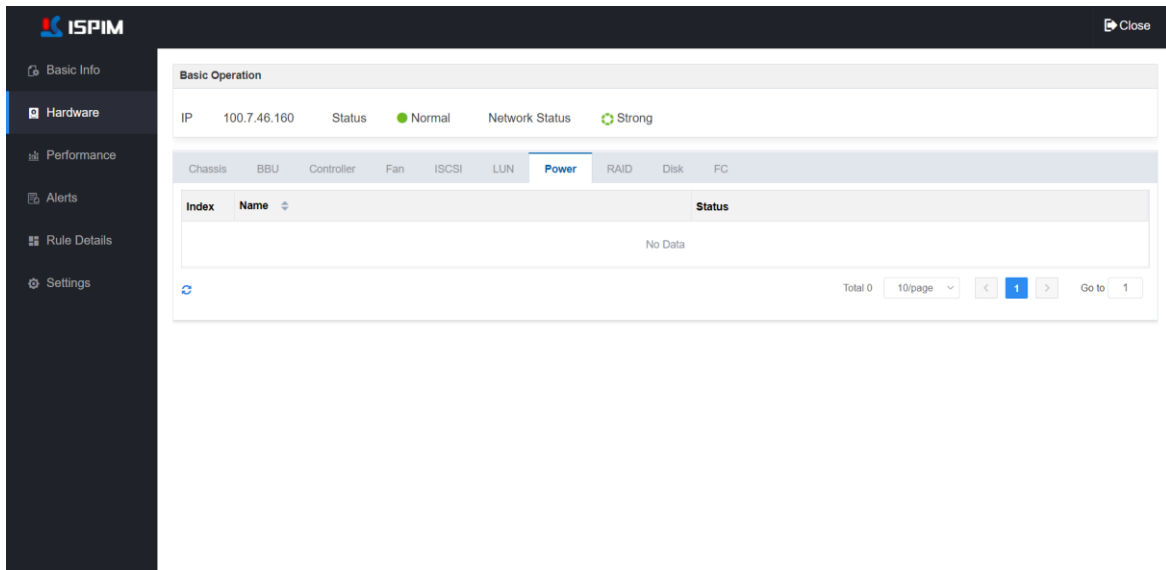 ISPIM
Close
Basic Info
Hardware
Performance
Alerts
Rule Details
Settings
Basic Operation
IP 100.7.46.160 Status Normal Network Status Strong
Chassis BBU Controller Fan ISCSI LUN Power RAID Disk FC
Index Name Status
No Data
Total 0 10/page 1 Go to 1